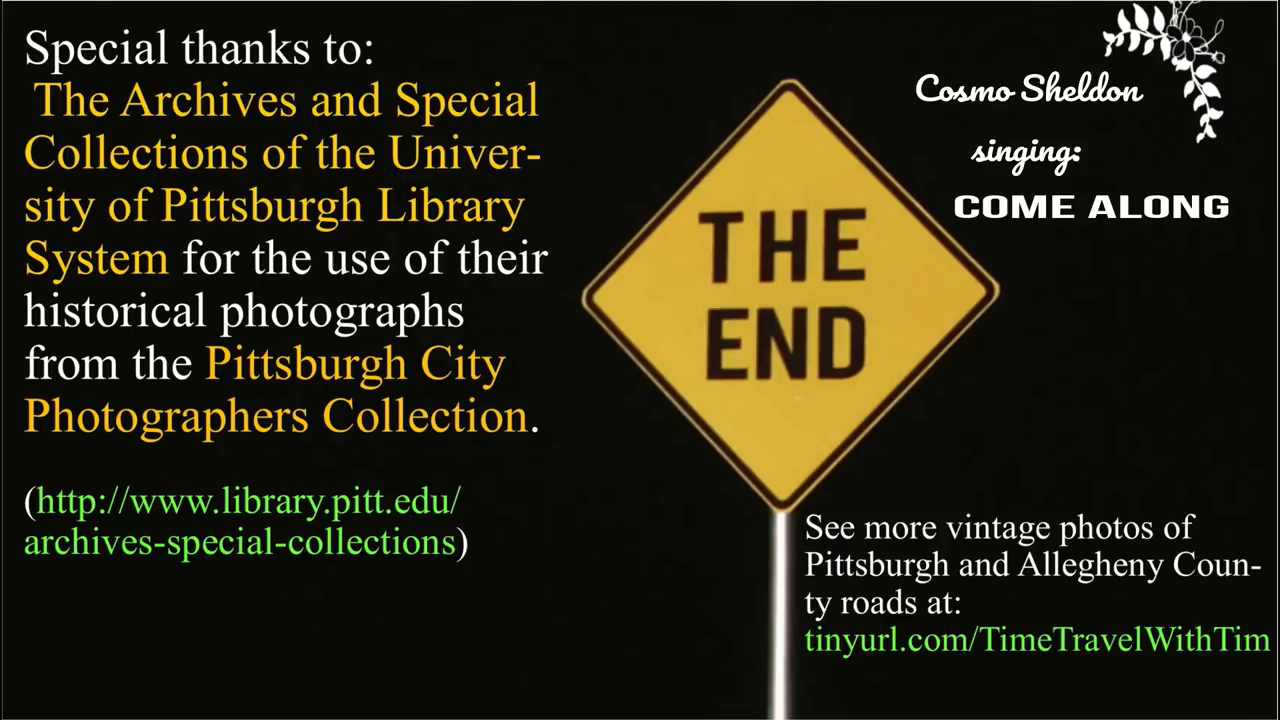 Special thanks to:
The Archives and Special
Collections of the Univer-
sity of Pittsburgh Library
System for the use of their
historical photographs
from the Pittsburgh City
Photographers Collection.
(http://www.library.pitt.edu/
archives-special-collections)
THE
END
Cosmo Sheldon
singing:
COME ALONG
See more vintage photos of
Pittsburgh and Allegheny Coun-
ty roads at:
tinyurl.com/TimeTravelWithTim